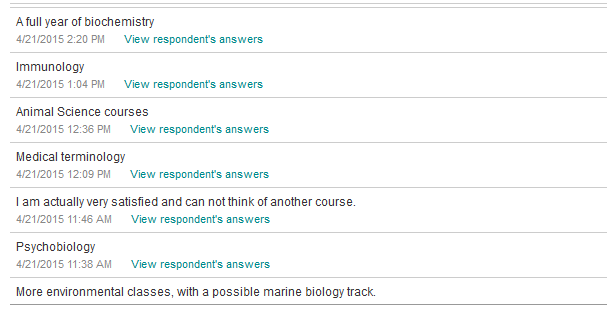 A full year of biochemistry
4/21/2015 2:20 PM View respondent's answers
Immunology
4/21/2015 1:04 PM View respondent's answers
Animal Science courses
4/21/2015 12:36 PM View respondent's answers
Medical terminology
4/21/2015 12:09 PM View respondent's answers
I am actually very satisfied and can not think of another course.
4/21/2015 11:46 AM View respondent's answers
Psychobiology
4/21/2015 11:38 AM View respondent's answers
More environmental classes, with a possible marine biology track.